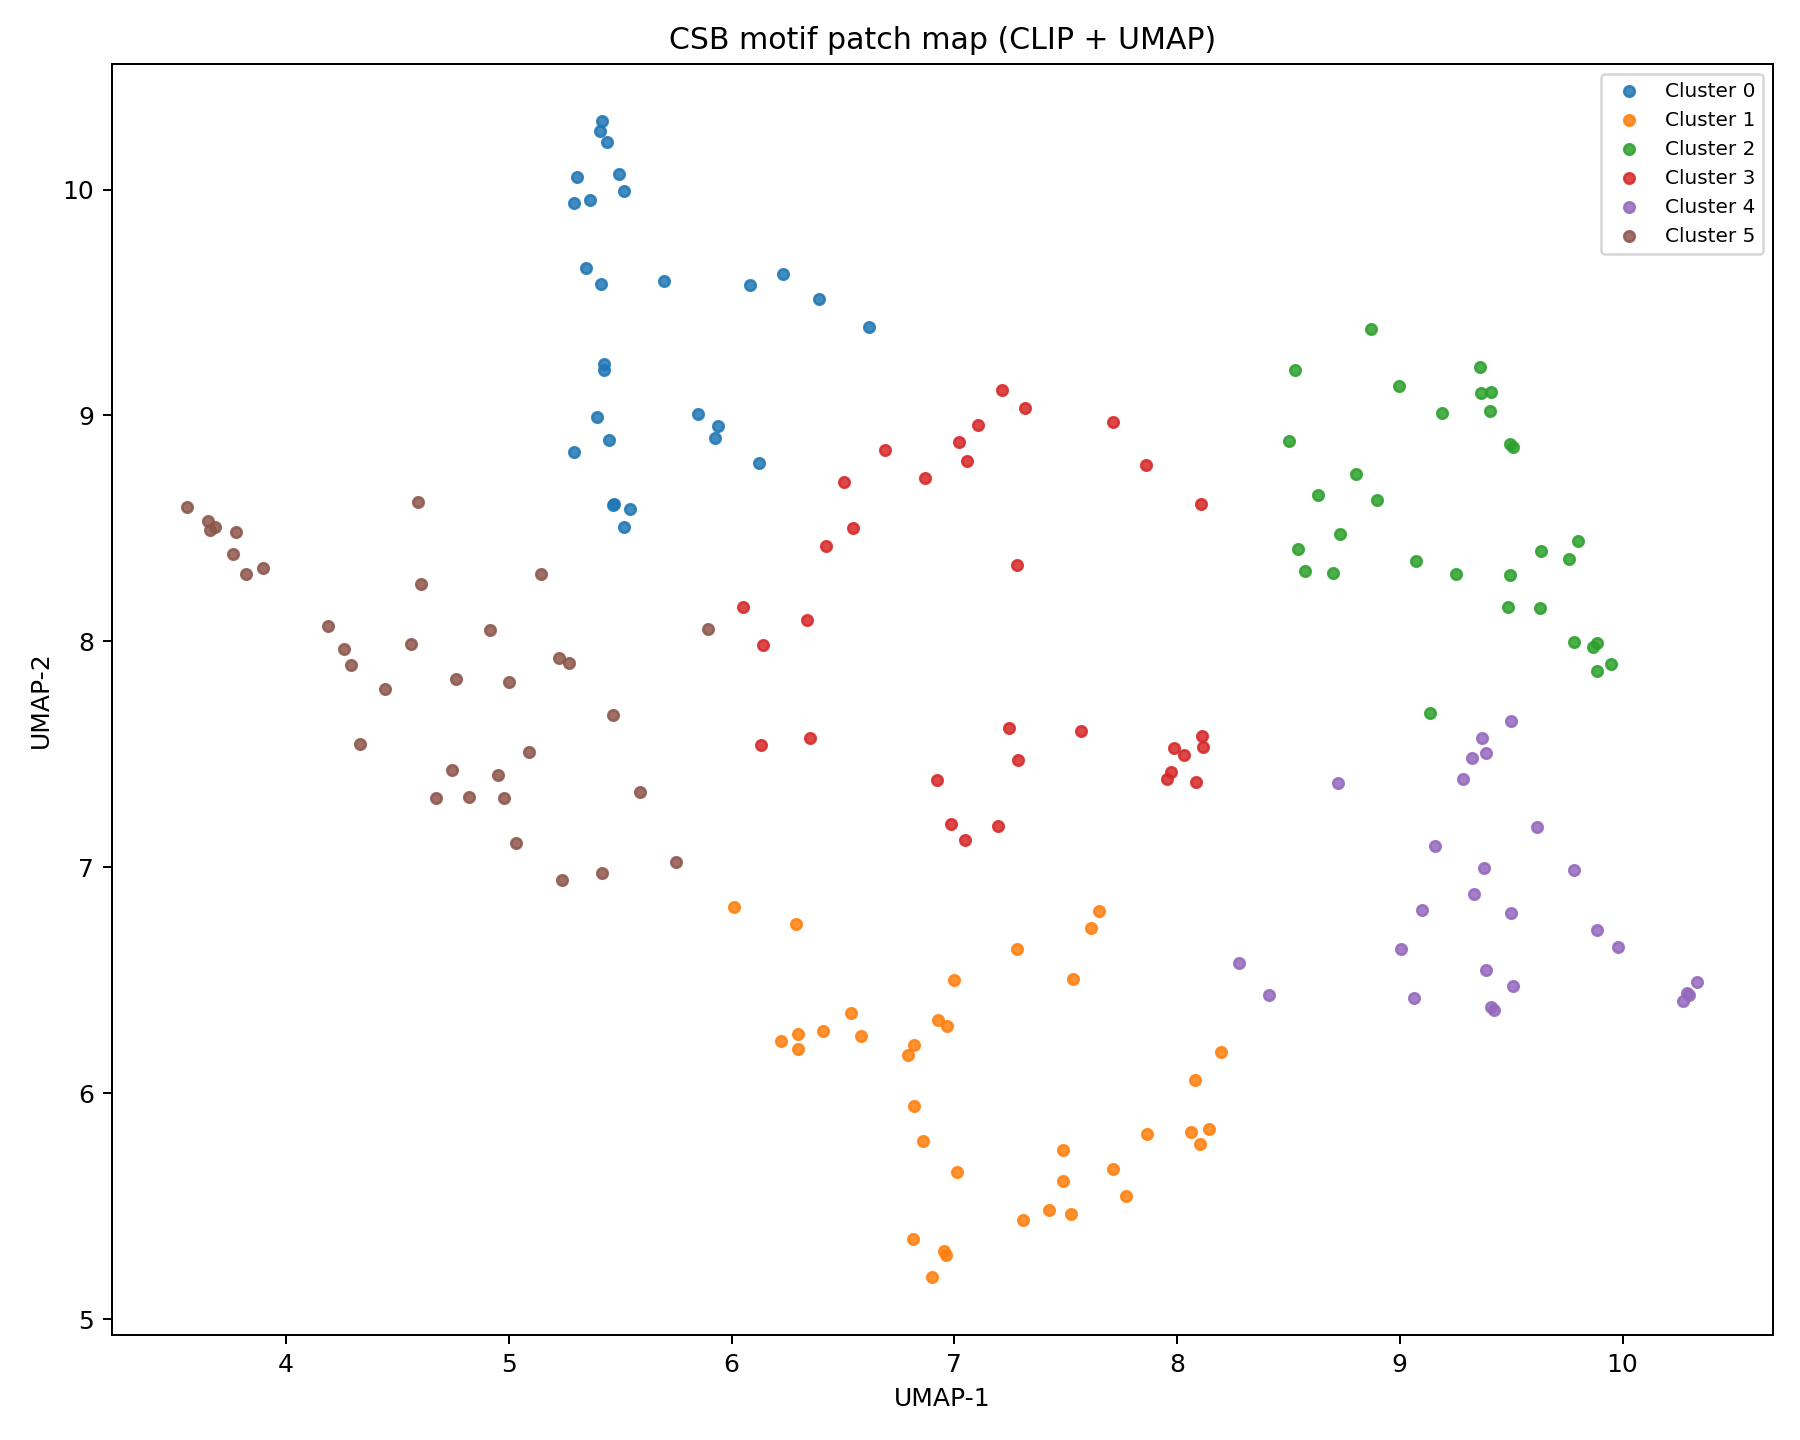 CSB motif patch map (CLIP + UMAP)
Cluster 0
Cluster 1
Cluster 2
Cluster 3
Cluster 4
Cluster 5
UMAP-2
10
9
8
7
6
5
4 5 6 7 8 9 10
UMAP-1